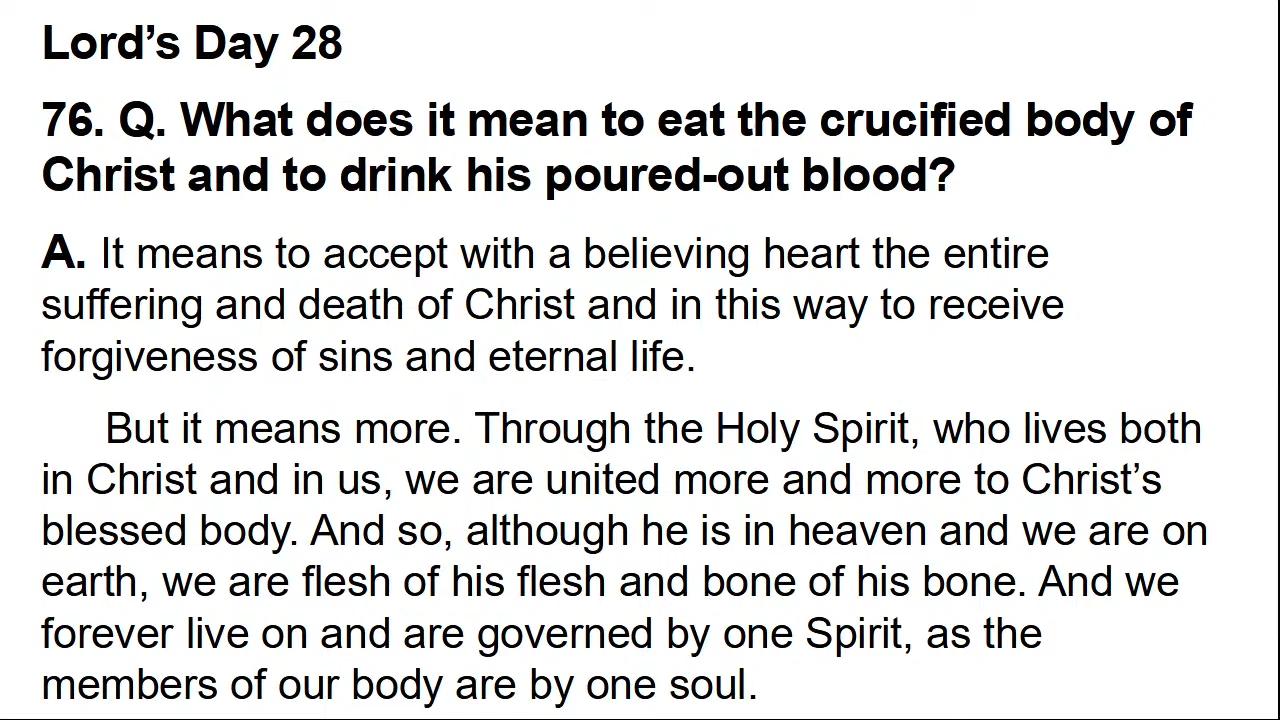 Lord’s Day 28
76. Q. What does it mean to eat the crucified body of
Christ and to drink his poured-out blood?
A. It means to accept with a believing heart the entire
suffering and death of Christ and in this way to receive
forgiveness of sins and eternal life.
But it means more. Through the Holy Spirit, who lives both
in Christ and in us, we are united more and more to Christ’s
blessed body. And so, although he is in heaven and we are on
earth, we are flesh of his flesh and bone of his bone. And we
forever live on and are governed by one Spirit, as the
members of our body are by one soul.